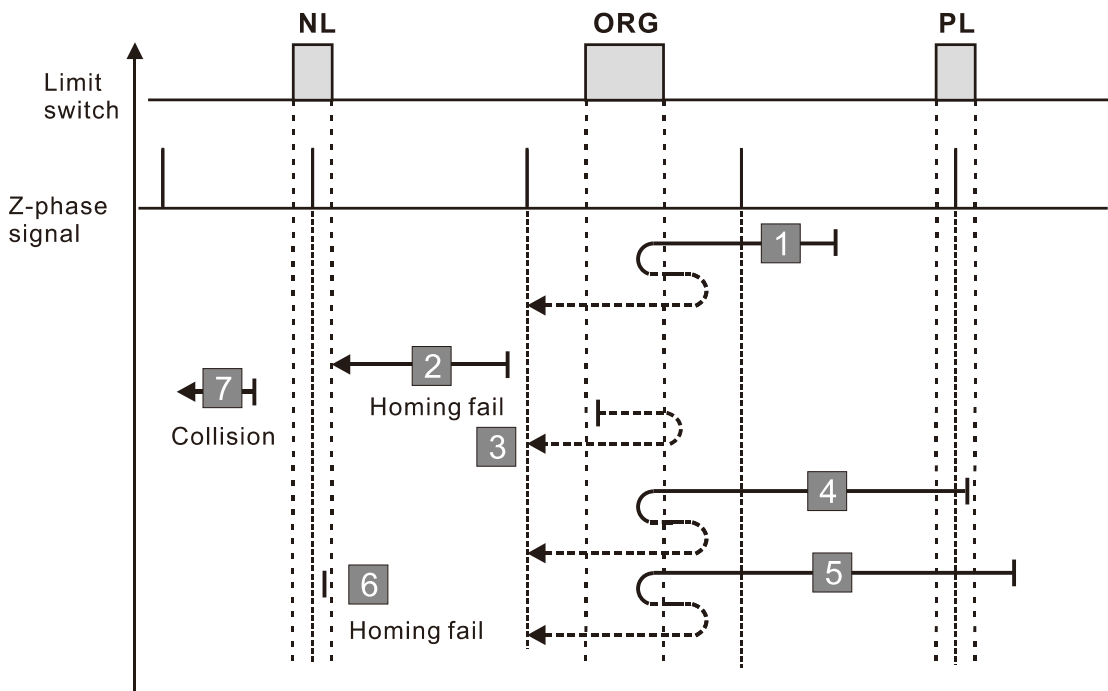 NL ORG PL
Limit
switch
Z-phase
signal
1
2
7
Homing fail
Collision
3
4
5
6
Homing fail